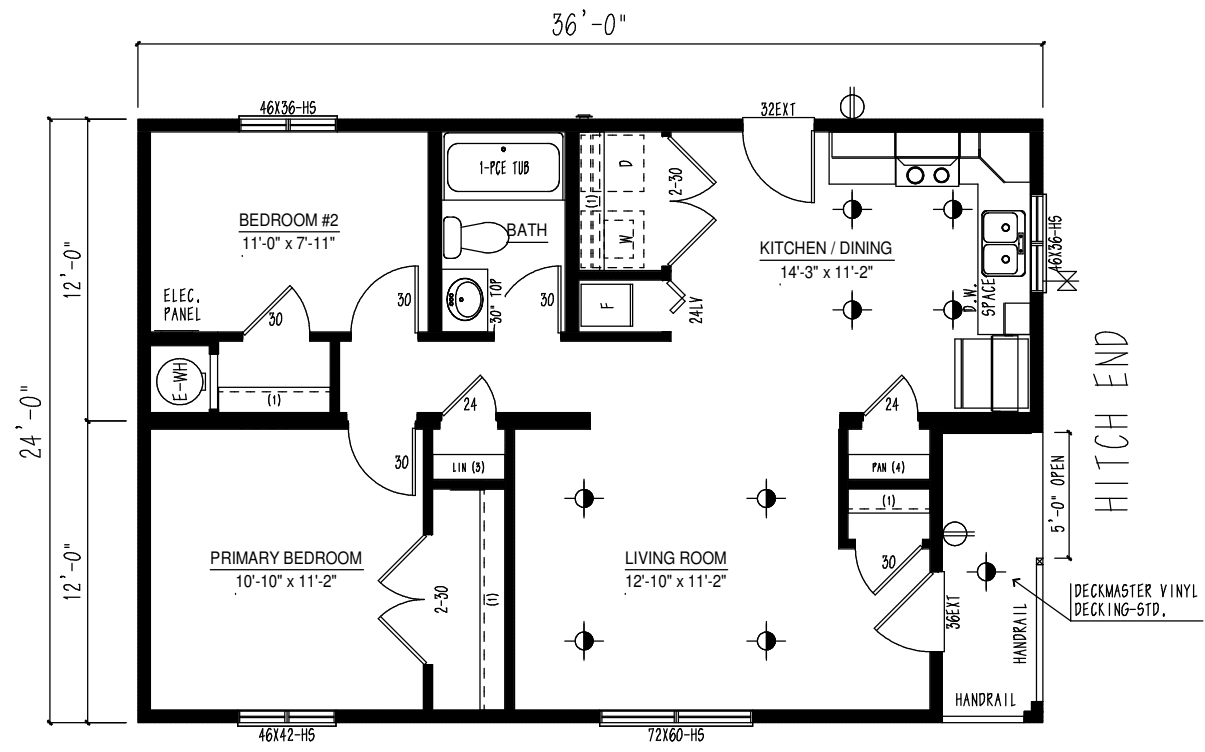 36'-0"
46X36-HS
32EXT
1-PCE TUB
D
2-30
(1)
W
BEDROOM #2
11'-0" x 7'-11"
BATH
KITCHEN / DINING
14'-3" x 11'-2"
46X36-HS
12'-0"
ELEC.
PANEL
30
30
30" TOP
30
F
24LV
D.W.
SPACE
HITCH END
24'-0"
E-WH
(1)
24
24
30
LIN (3)
PAN (4)
(1)
5'-0" OPEN
12'-0"
PRIMARY BEDROOM
10'-10" x 11'-2"
2-30
(1)
LIVING ROOM
12'-10" x 11'-2"
30
36EXT
DECKMASTER VINYL
DECKING-STD.
HANDRAIL
HANDRAIL
46X42-HS
72X60-HS